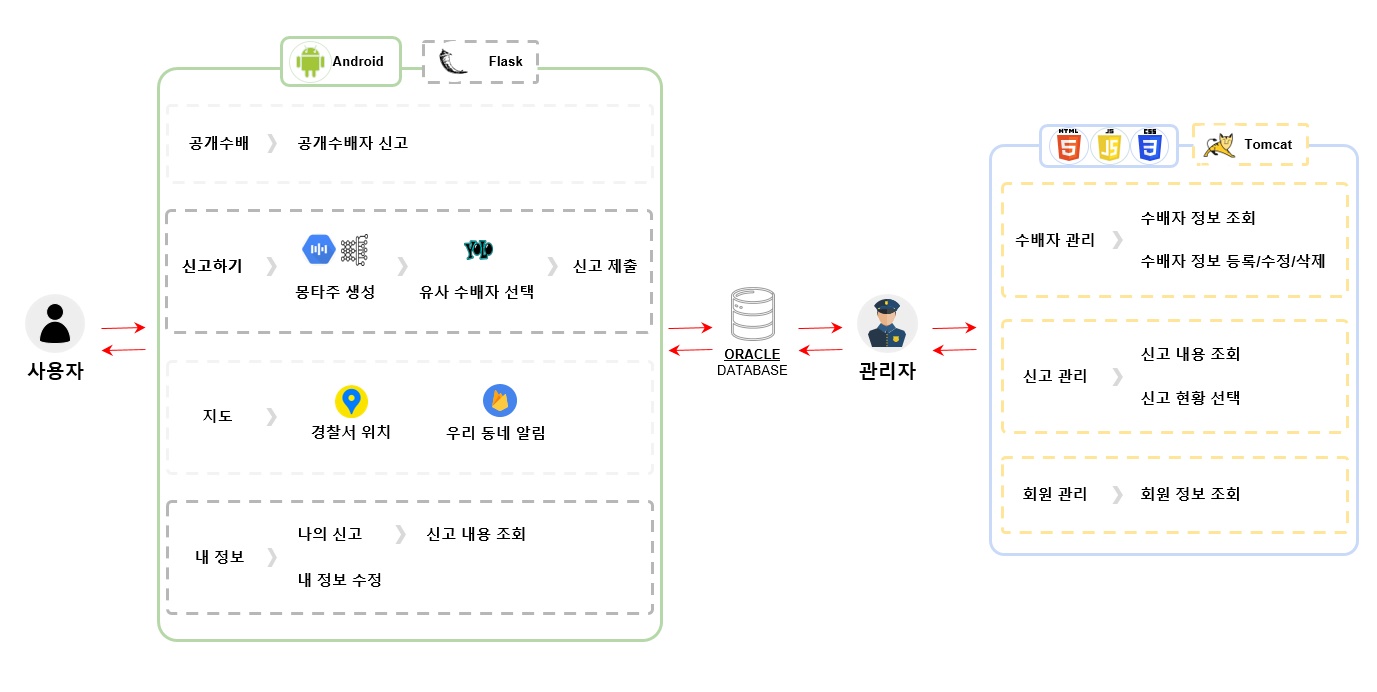 Android
Flask
공개수배
공개수배자 신고
신고하기
몽타주 생성
YOLO
유사 수배자 선택
신고 제출
지도
경찰서 위치
우리 동네 알림
내 정보
나의 신고
신고 내용 조회
내 정보 수정
사용자
ORACLE
DATABASE
관리자
HTML
5
JS
JS
CSS
3
Tomcat
수배자 관리
수배자 정보 조회
수배자 정보 등록/수정/삭제
신고 관리
신고 내용 조회
신고 현황 선택
회원 관리
회원 정보 조회